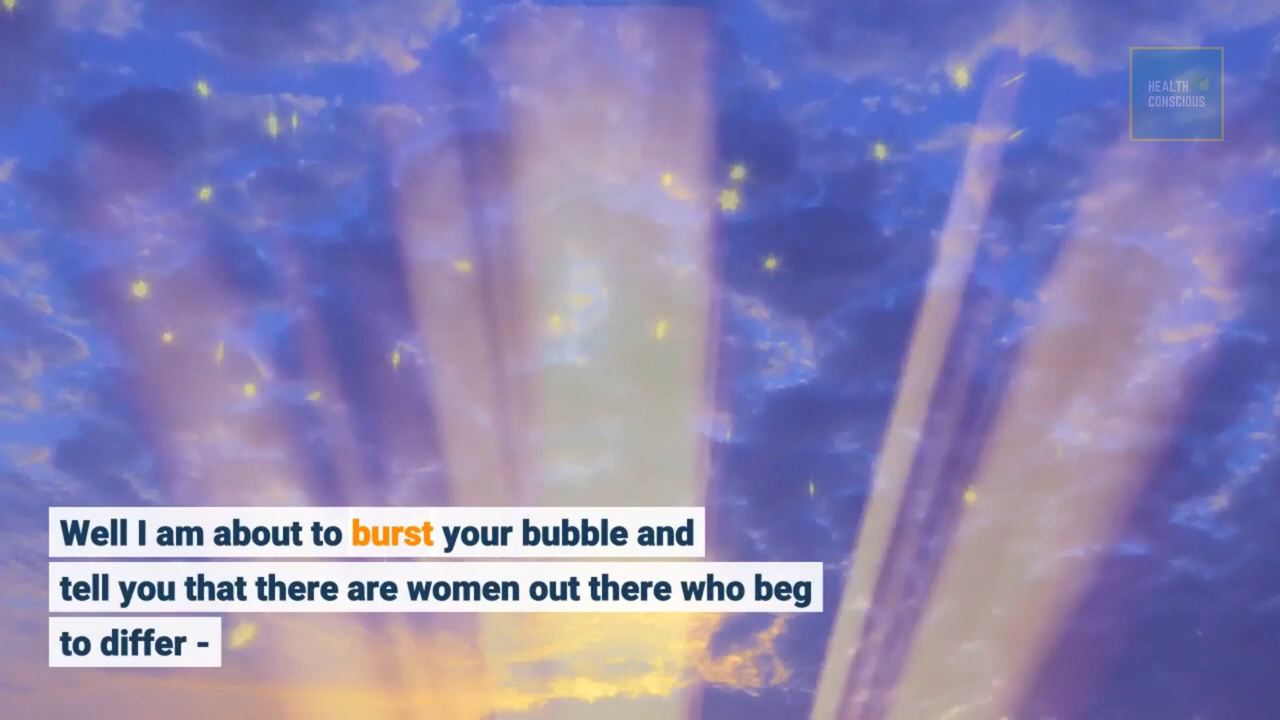 HEALTH
CONSCIOUS
Well I am about to burst your bubble and
tell you that there are women out there who beg
to differ -